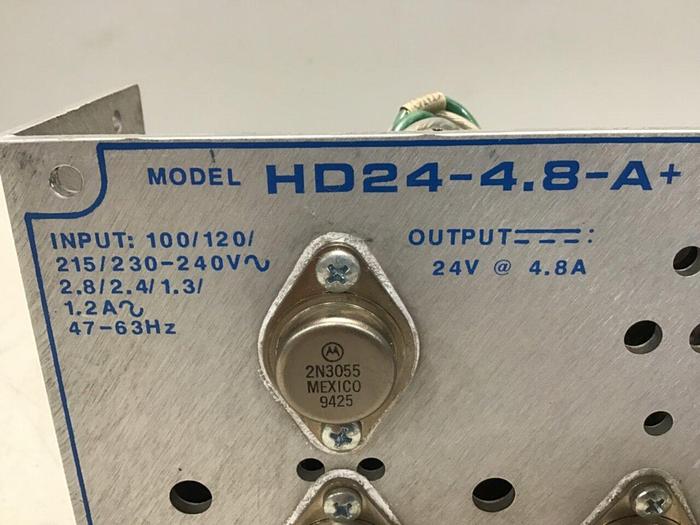 MODEL HD24-4.8-A+
INPUT: 100/120/
215/230-240V∿
2.8/2.4/1.3/
1.2A∿
47-63Hz
OUTPUT⎓:
24V @ 4.8A
2N3055
MEXICO
9425